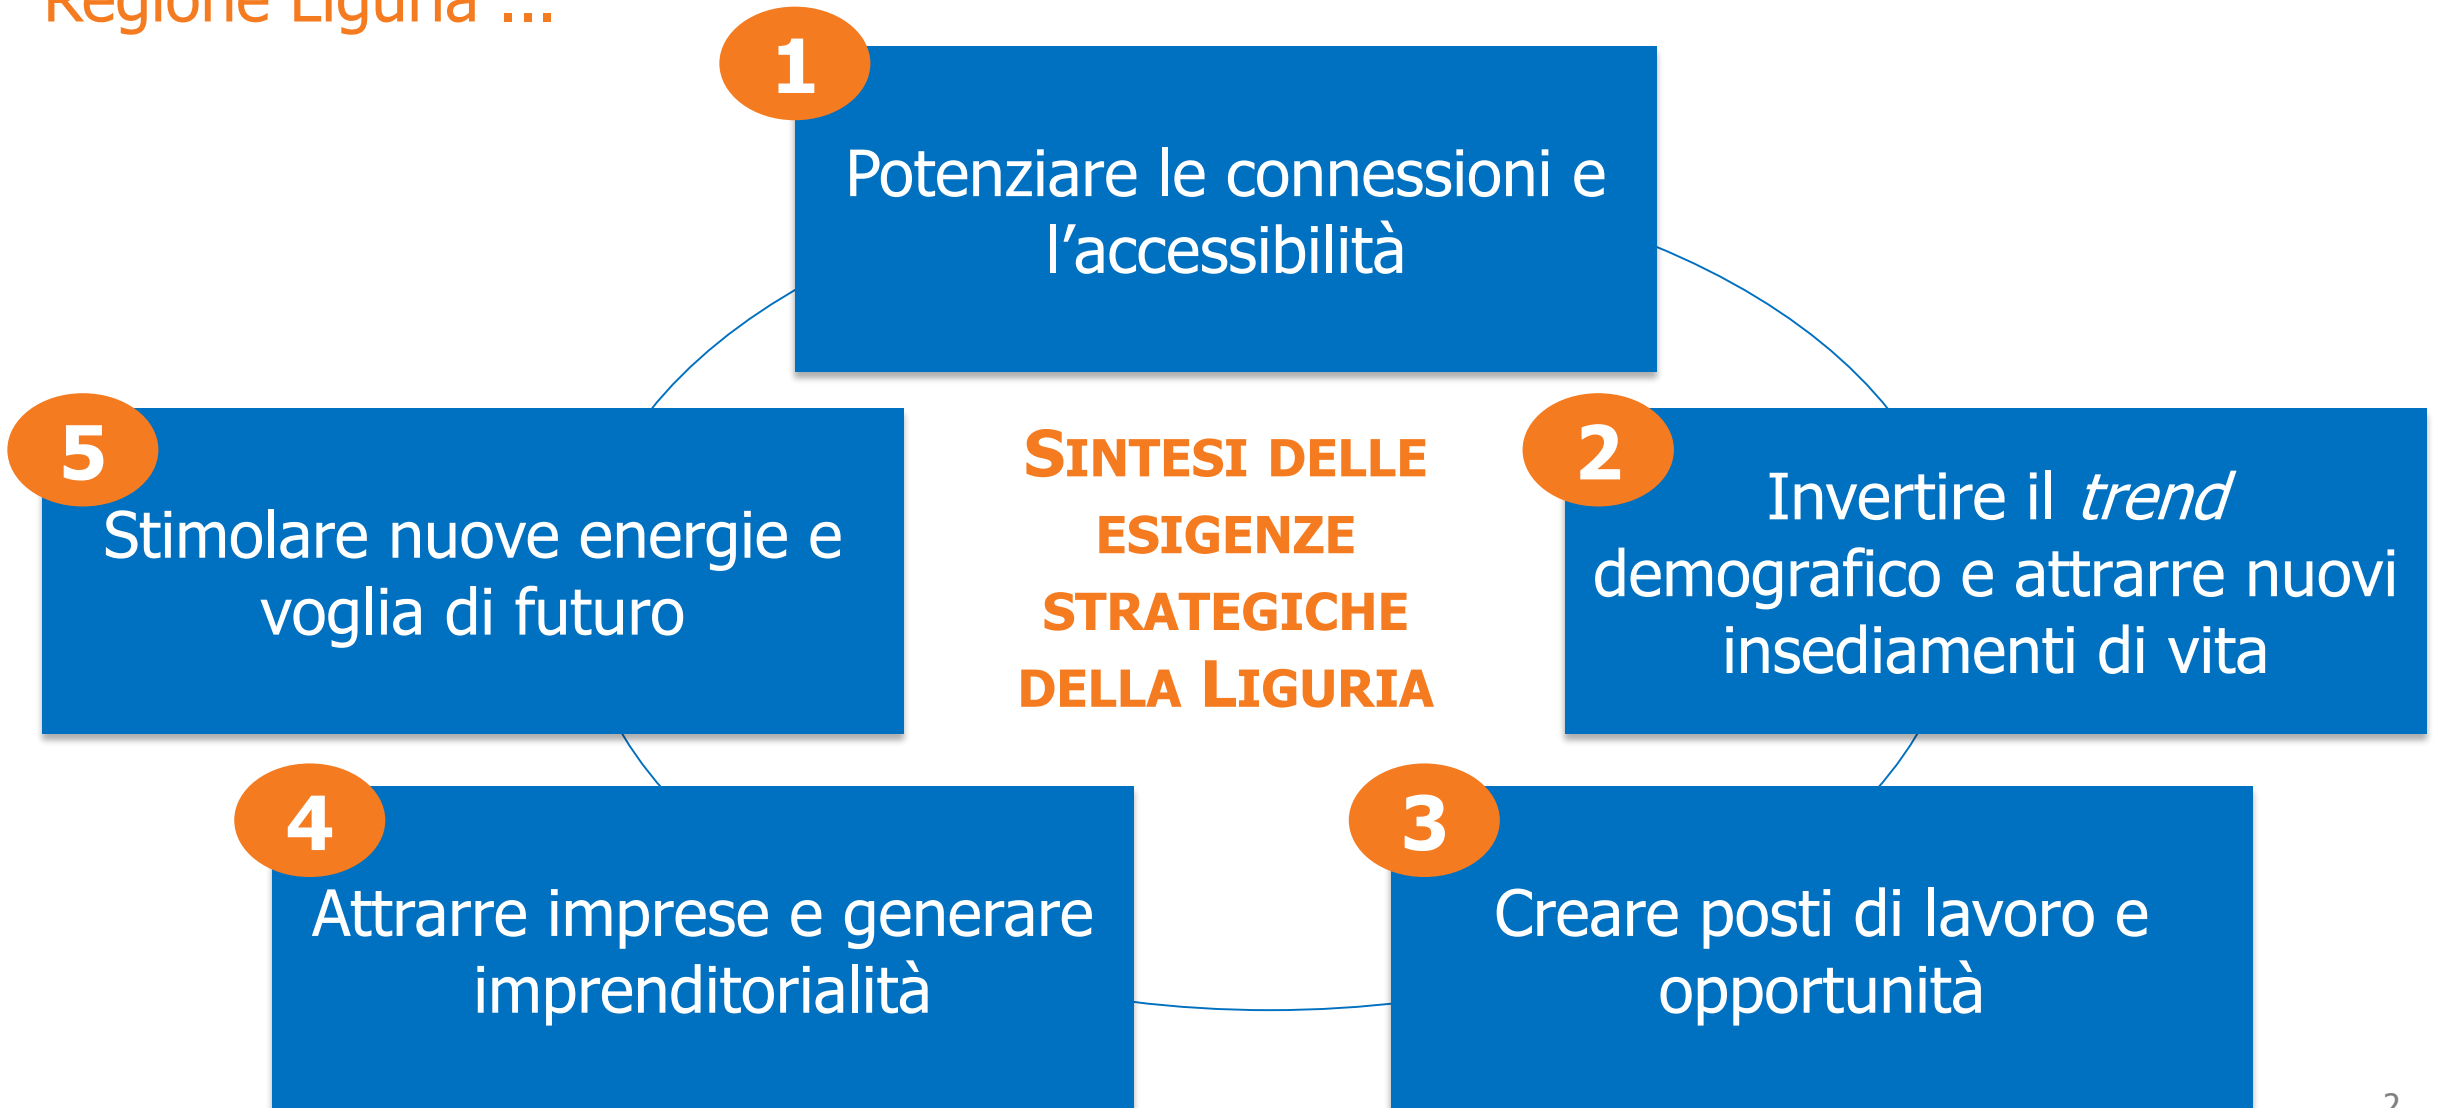 Regione Liguria ...
1
Potenziare le connessioni e
l’accessibilità
2
Invertire il trend
demografico e attrarre nuovi
insediamenti di vita
3
Creare posti di lavoro e
opportunità
4
Attrarre imprese e generare
imprenditorialità
5
Stimolare nuove energie e
voglia di futuro
SINTESI DELLE
ESIGENZE
STRATEGICHE
DELLA LIGURIA
2